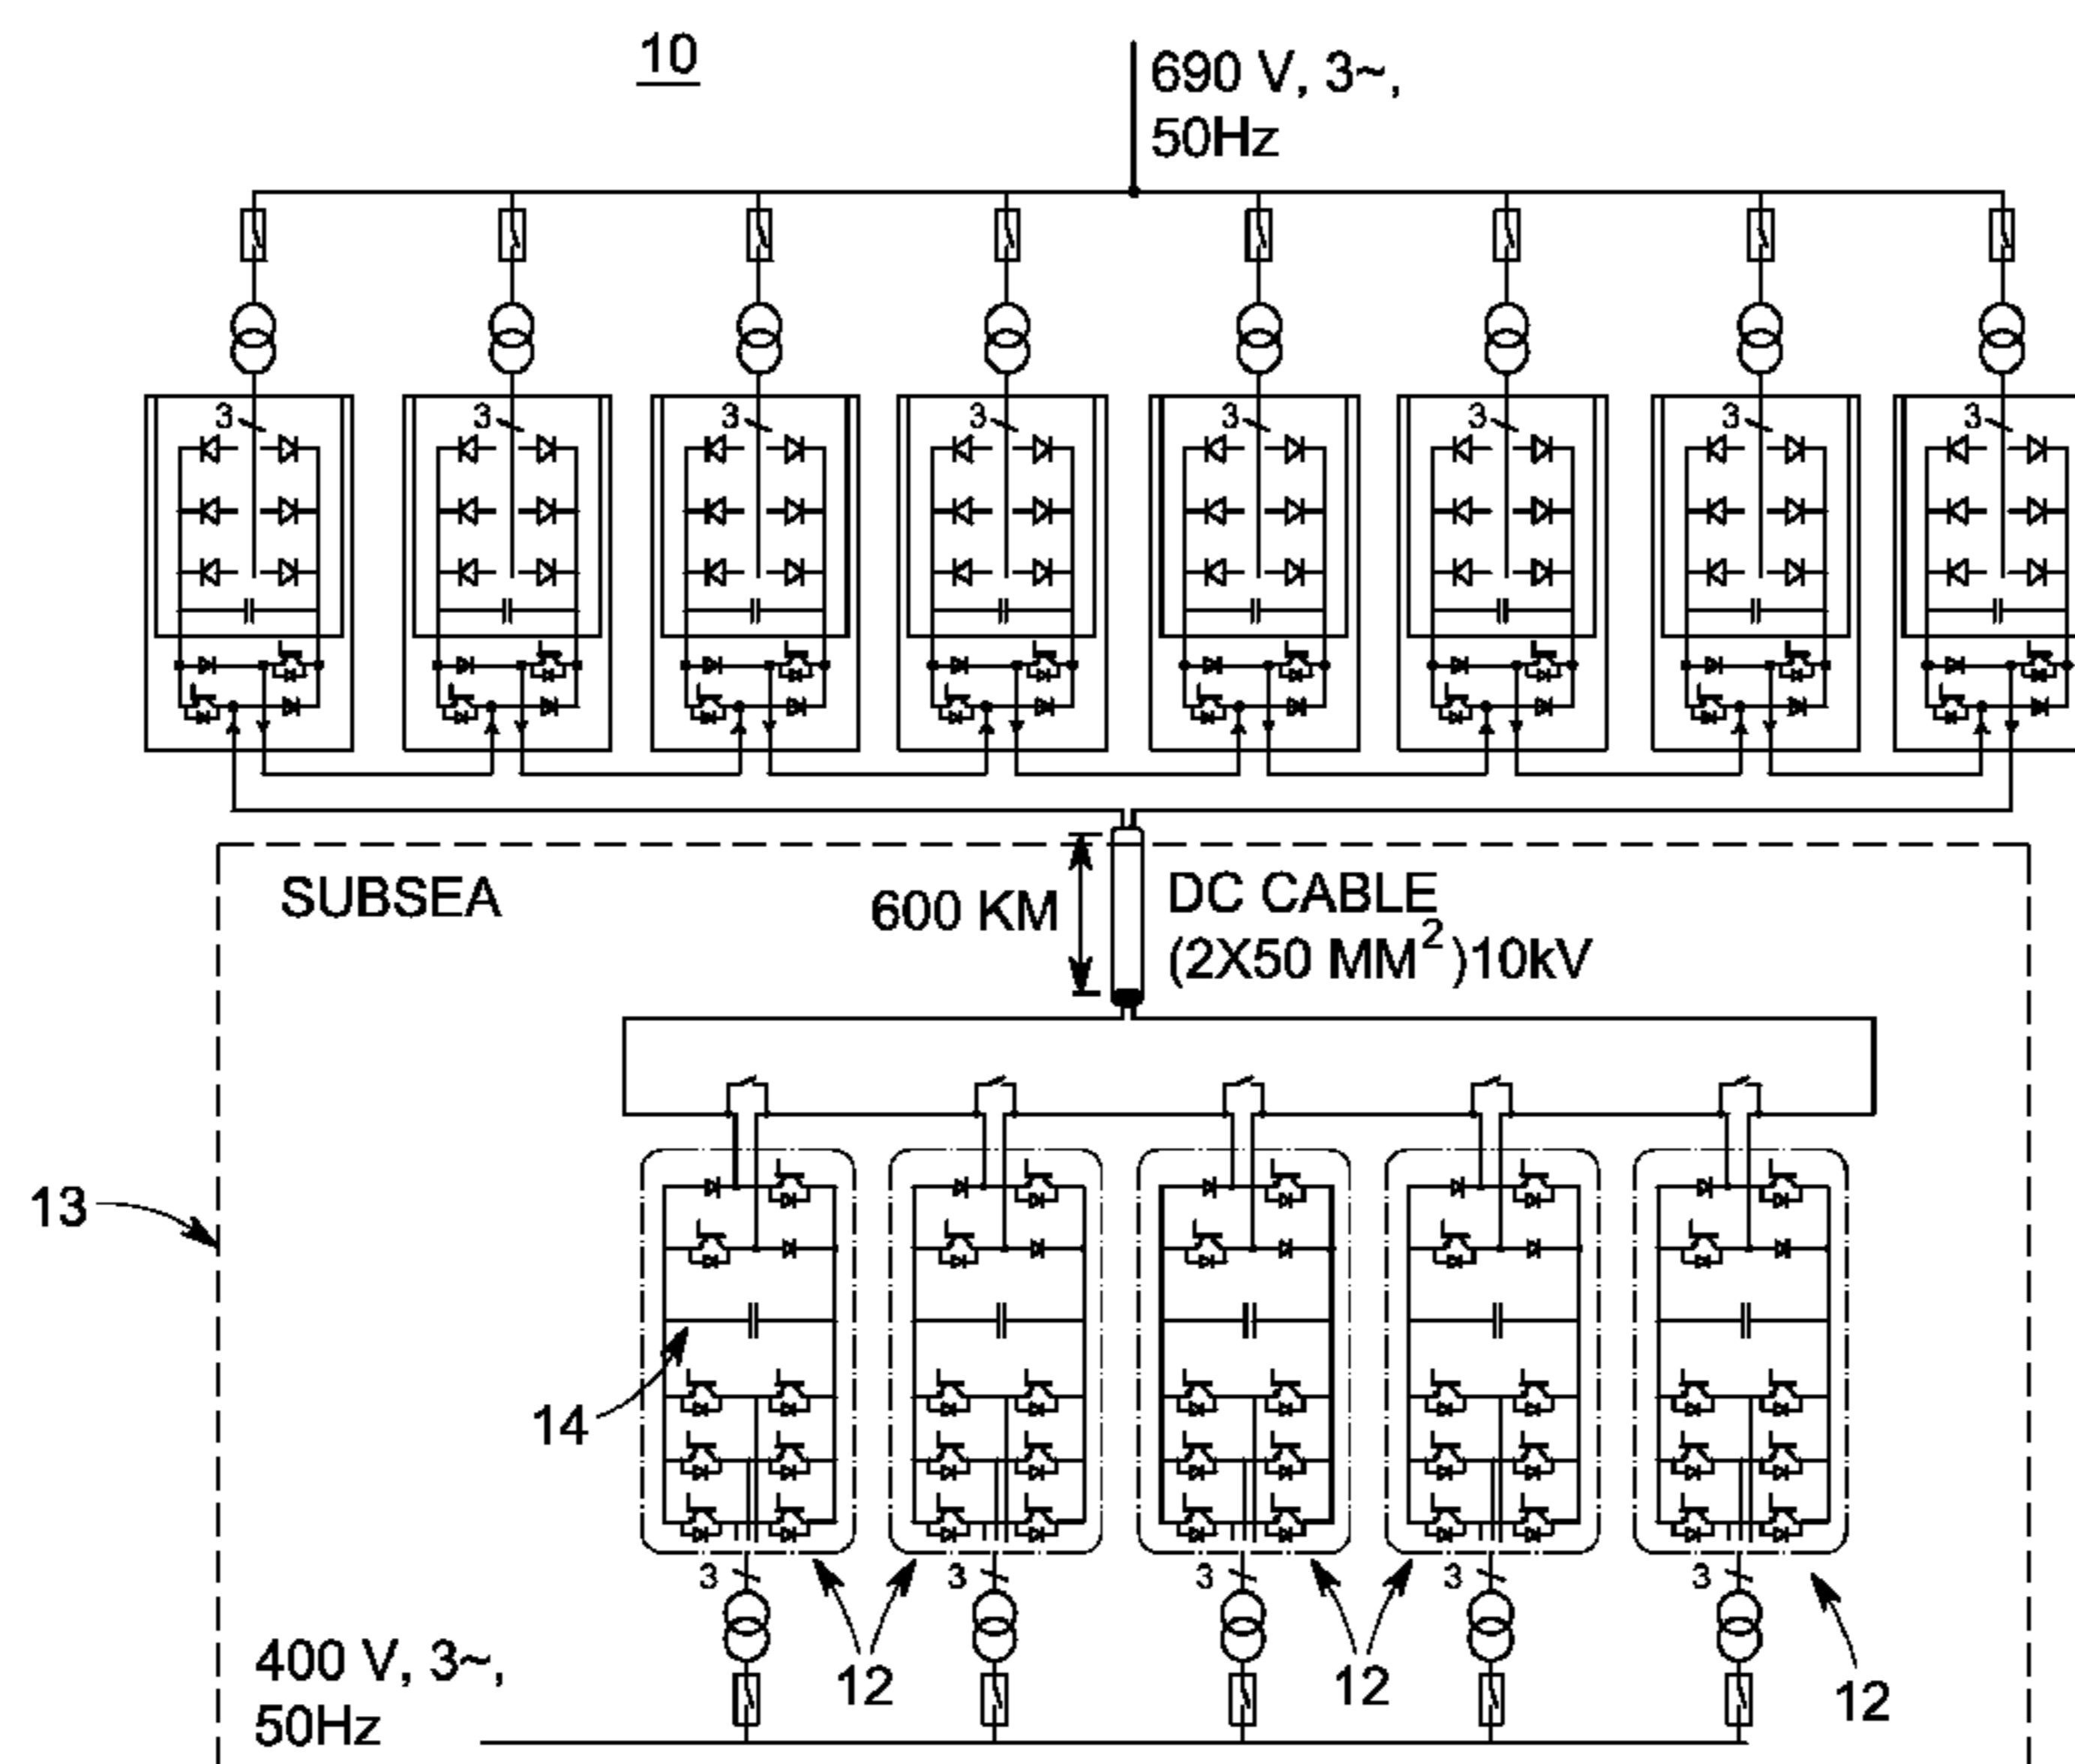 10
690 V, 3~,
50Hz
3 3 3 3 3 3 3 3
SUBSEA
600 KM
DC CABLE
(2X50 MM²)10kV
13
14
3 3 3 3 3
12 12 12
400 V, 3~,
50Hz